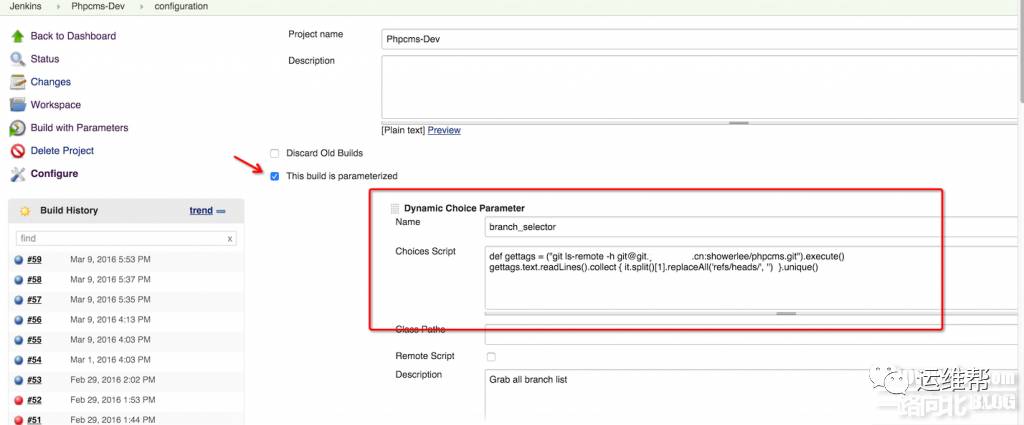 Jenkins Phpcms-Dev configuration
Back to Dashboard
Status
Changes
Workspace
Build with Parameters
Delete Project
Configure
Build History trend
find x
#59 Mar 9, 2016 5:53 PM
#58 Mar 9, 2016 5:37 PM
#57 Mar 9, 2016 5:35 PM
#56 Mar 9, 2016 4:13 PM
#55 Mar 9, 2016 4:03 PM
#54 Mar 1, 2016 4:03 PM
#53 Feb 29, 2016 2:02 PM
#52 Feb 29, 2016 1:53 PM
#51 Feb 29, 2016 1:44 PM
Project name Phpcms-Dev
Description
[Plain text] Preview
Discard Old Builds
This build is parameterized
Dynamic Choice Parameter
Name branch_selector
Choices Script
def gettags = ("git ls-remote -h git@git. .cn:showerlee/phpcms.git").execute()
gettags.text.readLines().collect { it.split()[1].replaceAll('refs/heads/', '') }.unique()
Class Paths
Remote Script
Description Grab all branch list
运维帮
一路向北 BLOG